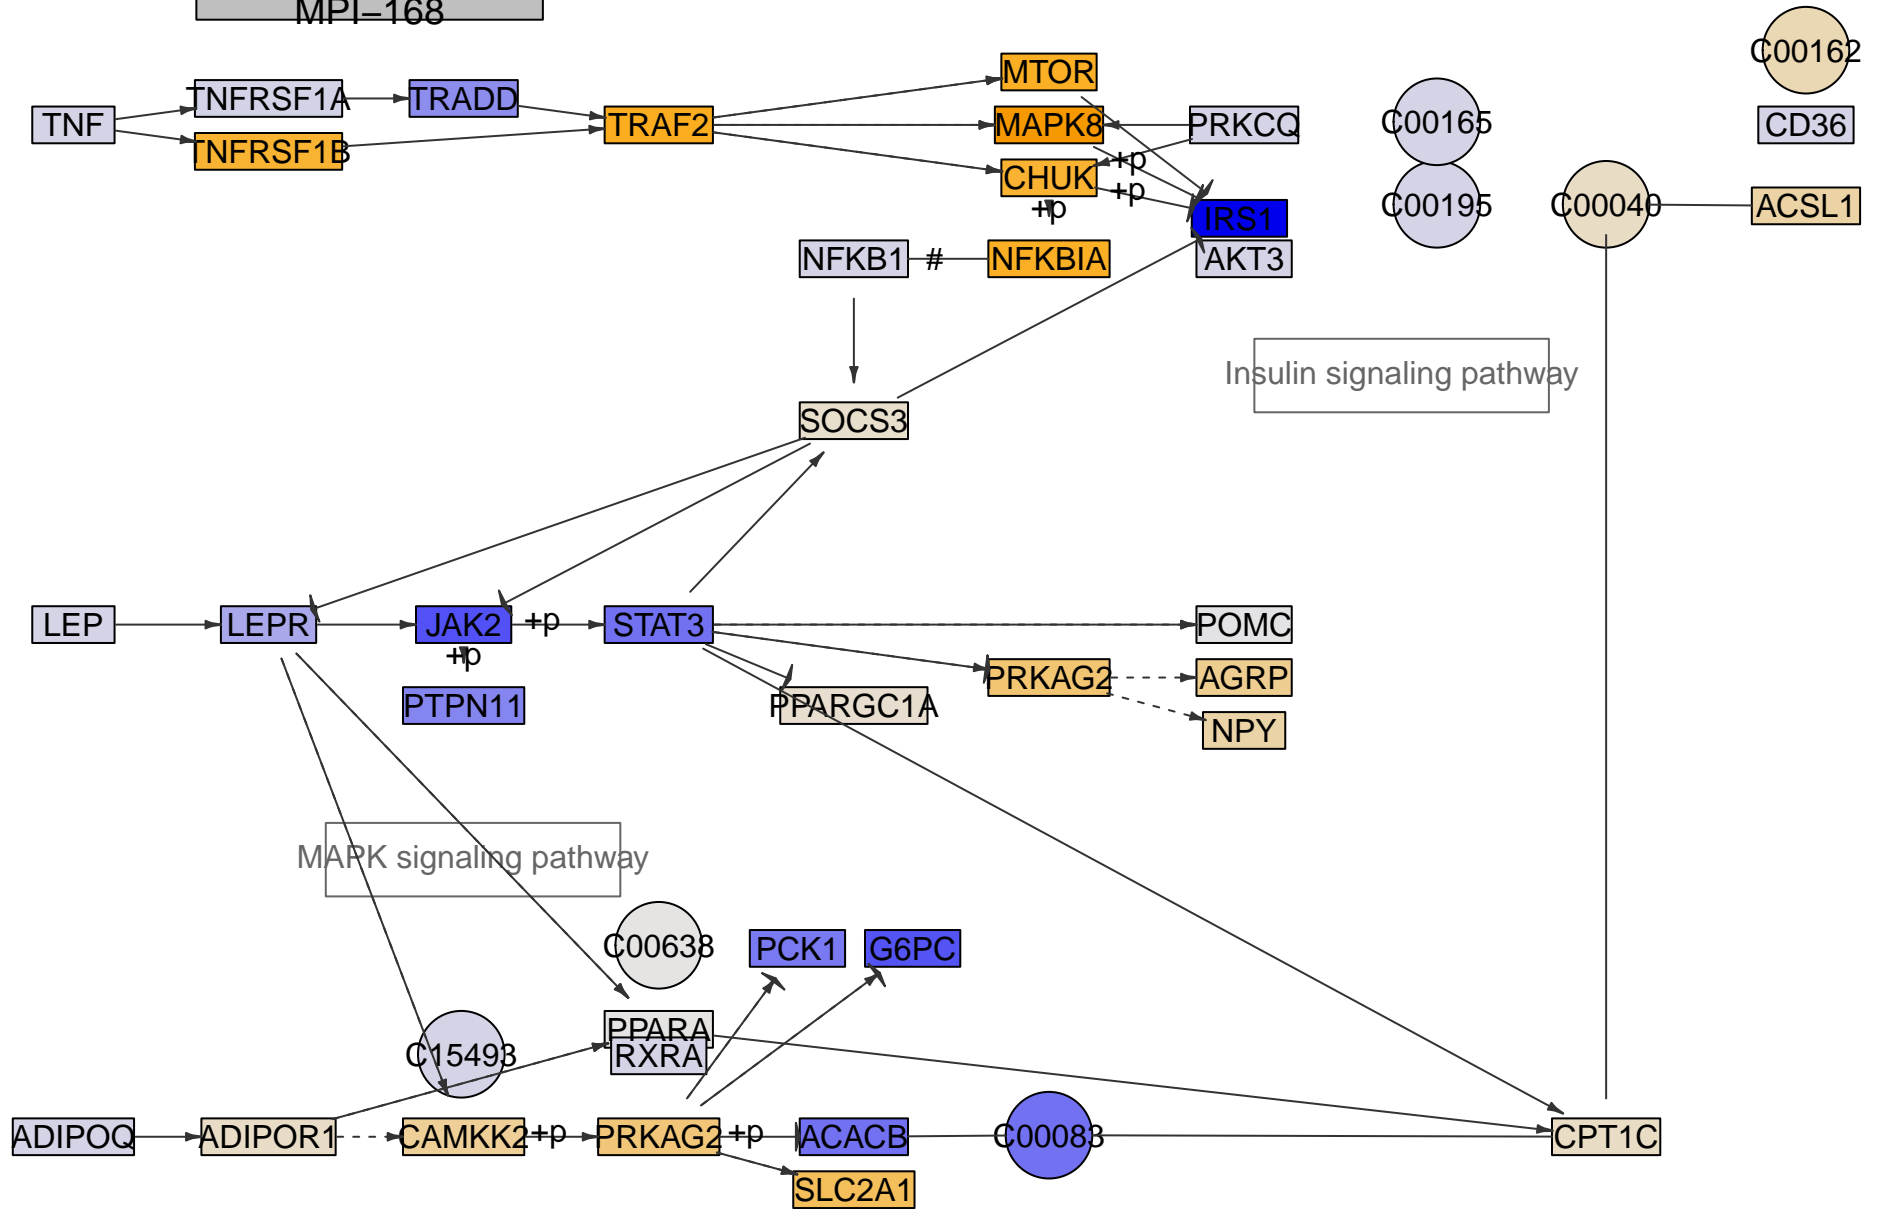 MPI–168
C00162
MTOR
TNFRSF1A
TRADD
TNF
TRAF2
MAPK8
PRKCQ
C00165
CD36
TNFRSF1B
+p
CHUK
+p
+p
IRS1
C00195
C00040
ACSL1
NFKB1
#
NFKBIA
AKT3
Insulin signaling pathway
SOCS3
LEP
LEPR
JAK2
+p
STAT3
POMC
+p
PRKAG2
AGRP
PTPN11
PPARGC1A
NPY
MAPK signaling pathway
C00638
PCK1
G6PC
PPARA
C15493
RXRA
ADIPOQ
ADIPOR1
CAMKK2
+p
PRKAG2
+p
ACACB
C00083
CPT1C
SLC2A1